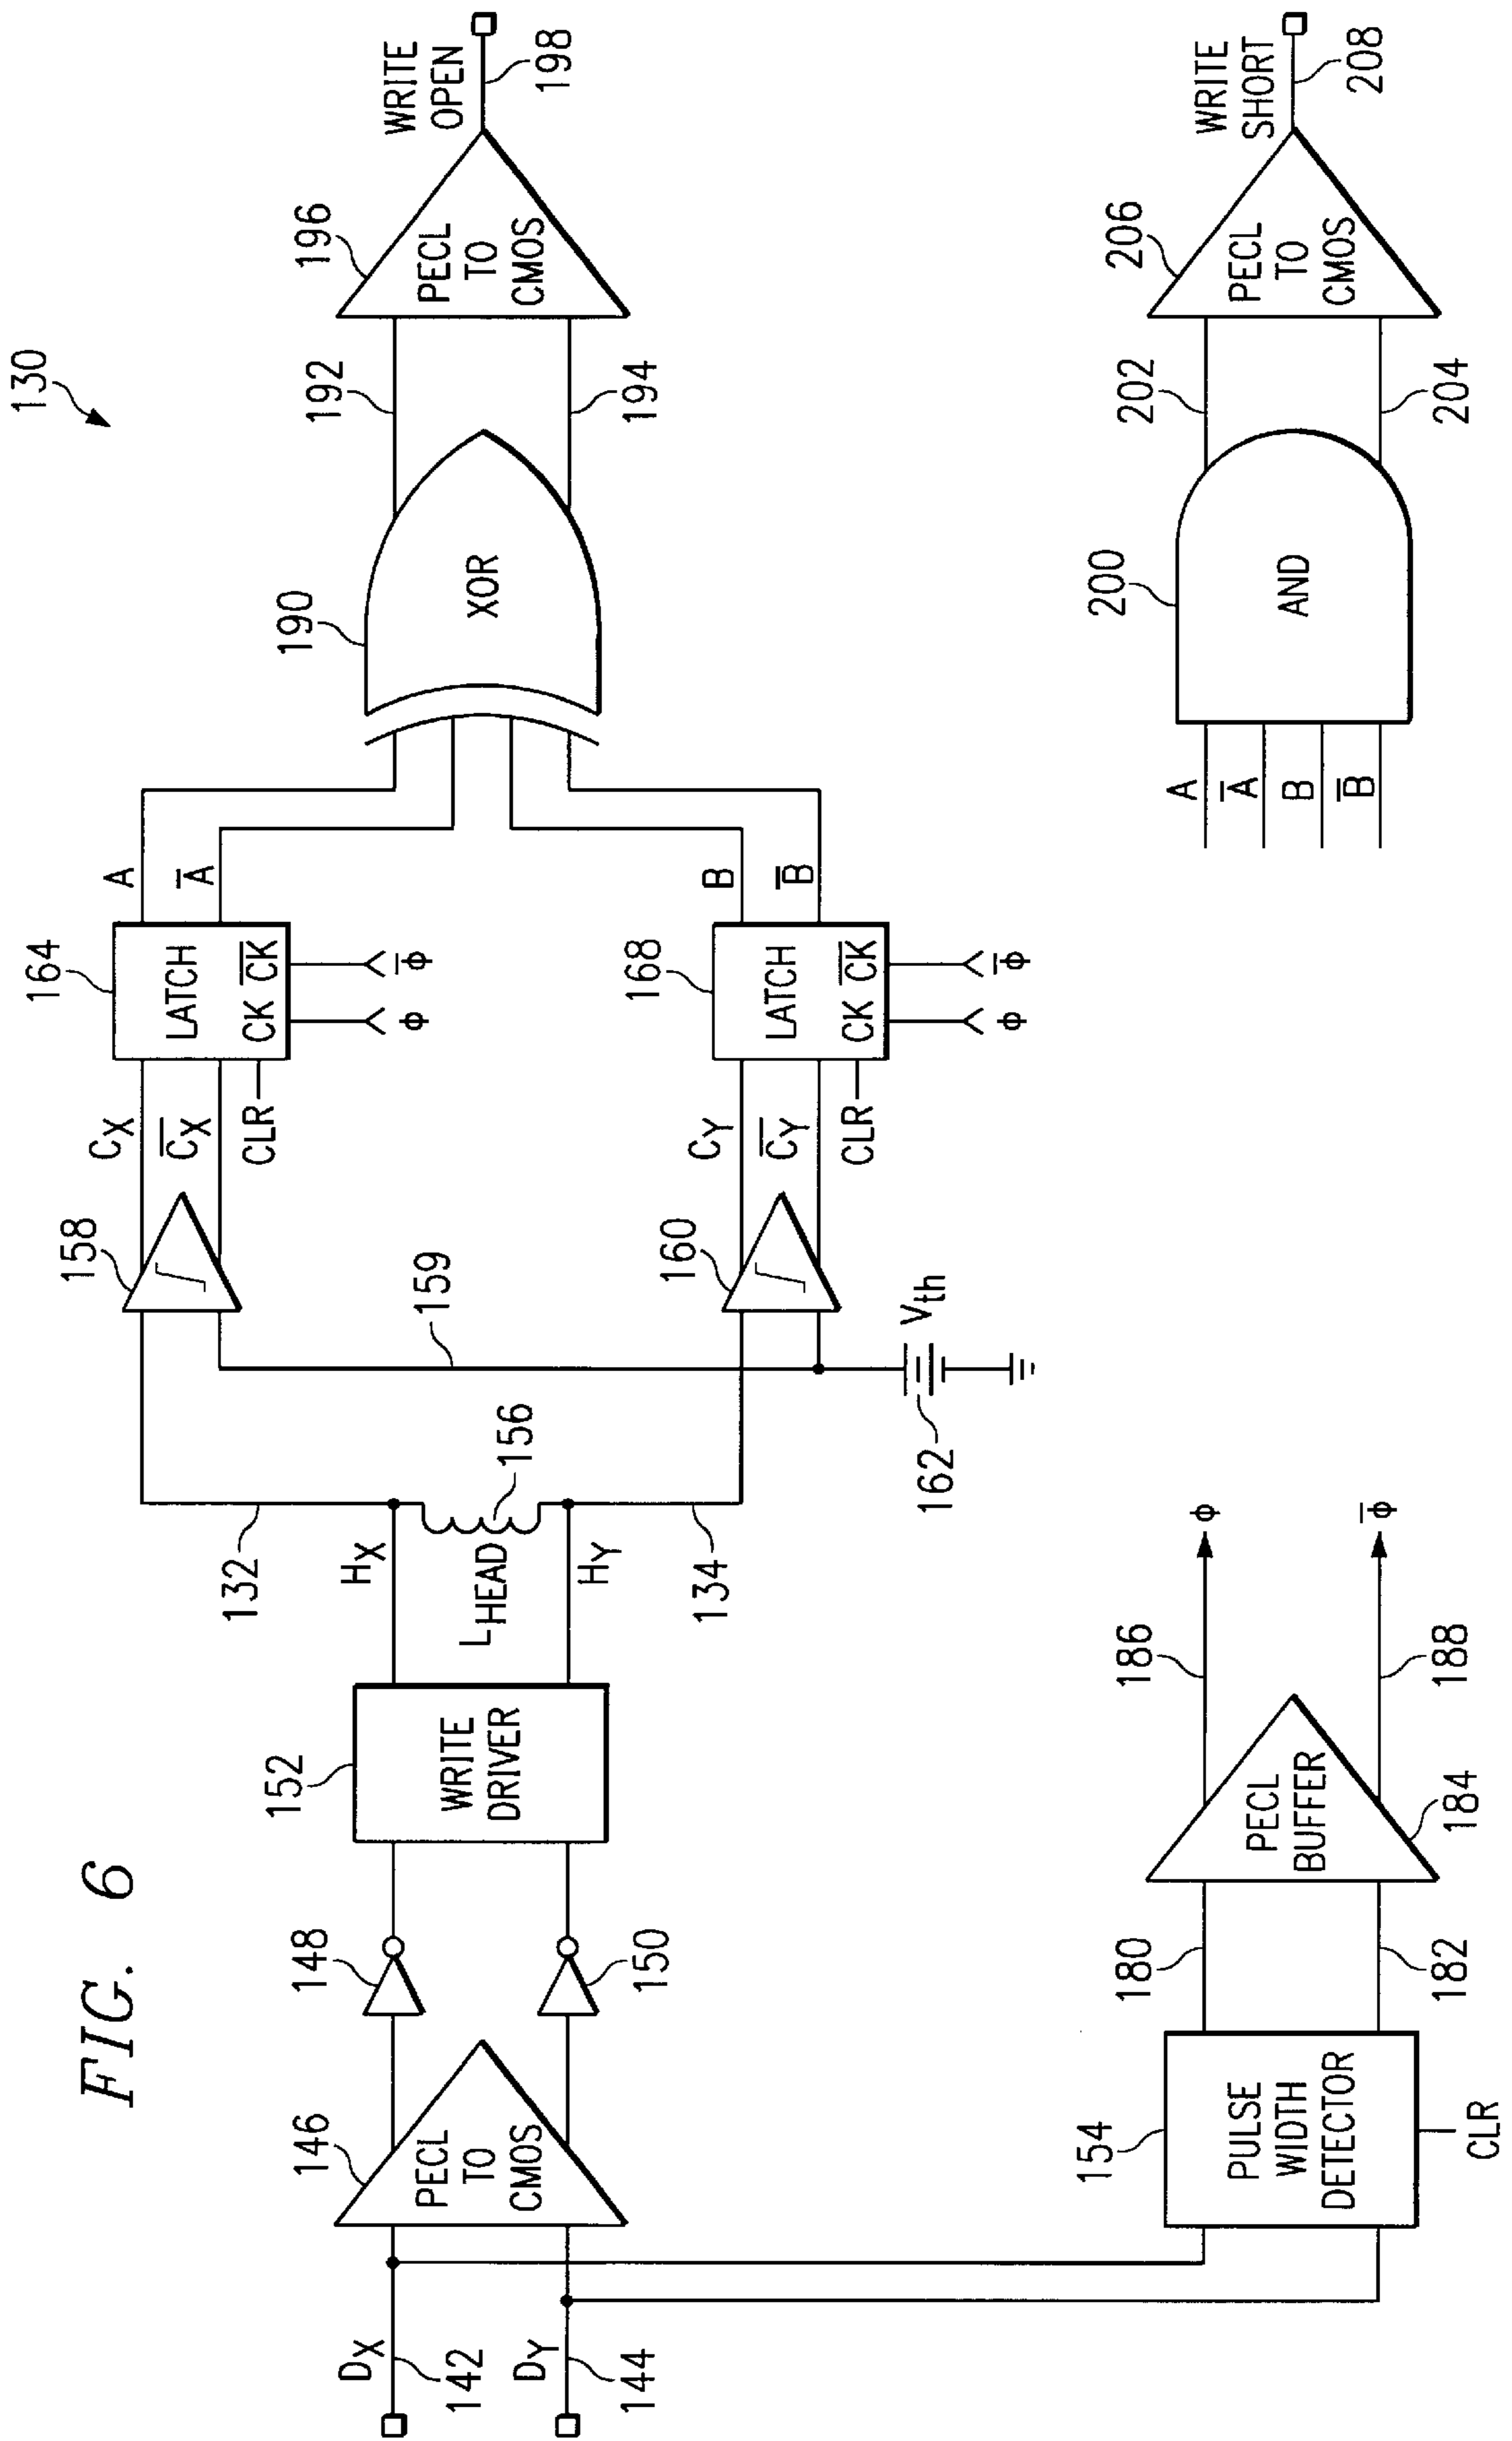 FIG. 6
130
D_X
142
D_Y
144
146
PECL
TO
CMOS
148
150
152
WRITE
DRIVER
H_X
132
L_HEAD
156
H_Y
134
158
159
160
162
V_th
C_X
C̅_X
CLR
164
LATCH
CK C̅K̅
Φ
Φ̅
A
A̅
C_Y
C̅_Y
CLR
168
LATCH
CK C̅K̅
Φ
Φ̅
B
B̅
190
XOR
192
194
196
PECL
TO
CMOS
WRITE
OPEN
198
154
PULSE
WIDTH
DETECTOR
CLR
180
182
PECL
BUFFER
184
186
188
Φ
Φ̅
A
A̅
B
B̅
200
AND
202
204
206
PECL
TO
CMOS
WRITE
SHORT
208